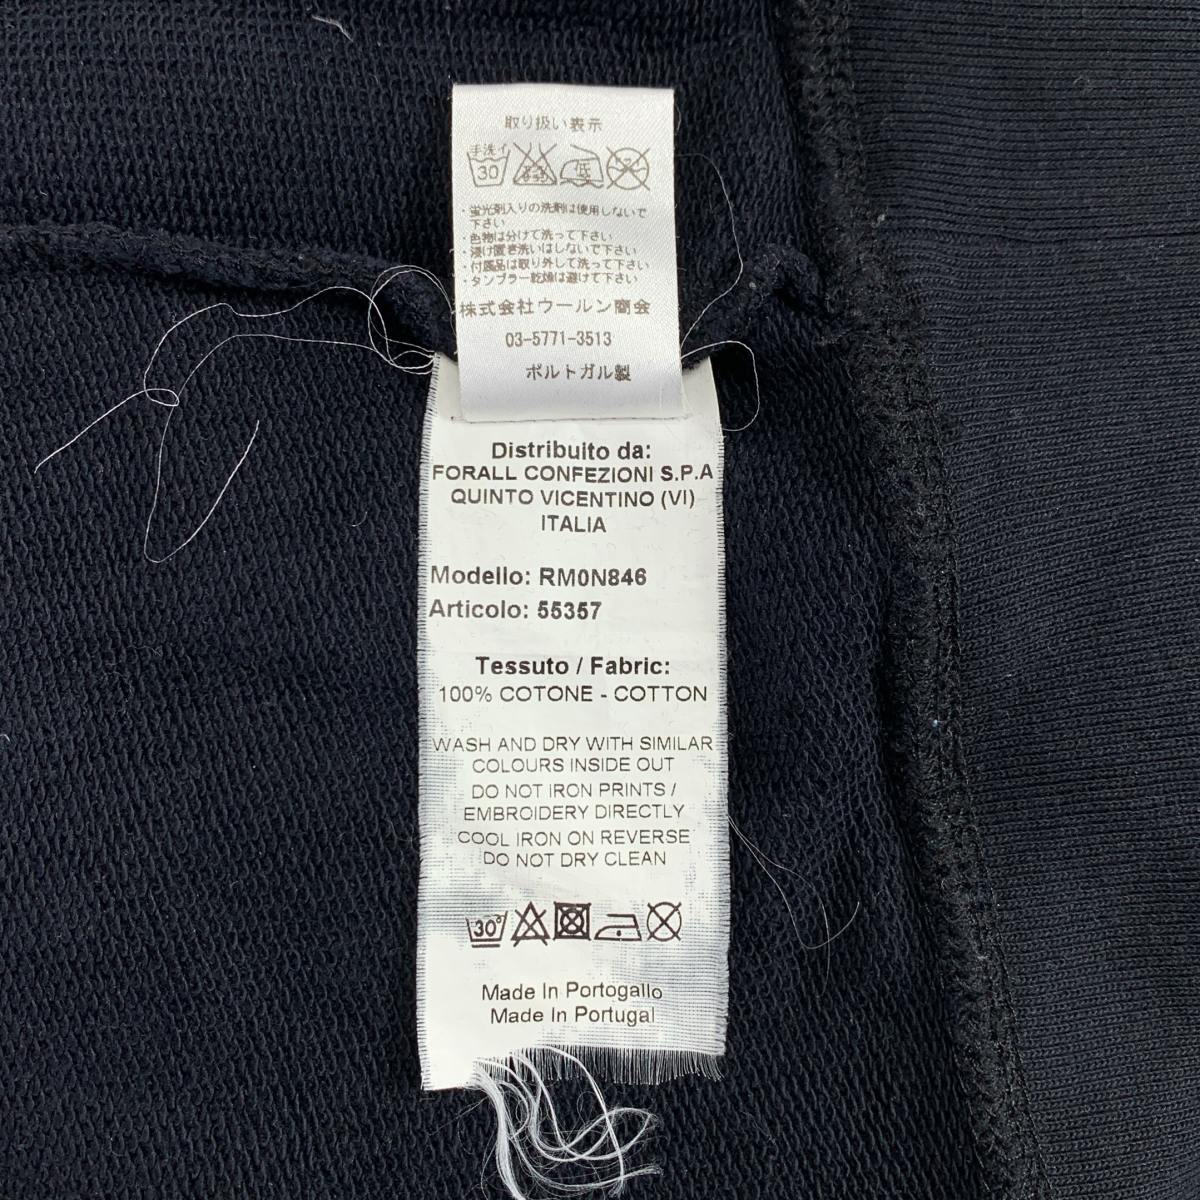 取り扱い表示
手洗イ
30 低
・蛍光剤入りの洗剤は使用しないで
下さい
・色物は分けて洗って下さい
・浸け置き洗いはしないで下さい
・付属品は取り外して洗って下さい
・タンブラー乾燥は避けて下さい
株式会社ウールン商会
03-5771-3513
ポルトガル製
Distribuito da:
FORALL CONFEZIONI S.P.A
QUINTO VICENTINO (VI)
ITALIA
Modello: RM0N846
Articolo: 55357
Tessuto / Fabric:
100% COTONE - COTTON
WASH AND DRY WITH SIMILAR
COLOURS INSIDE OUT
DO NOT IRON PRINTS /
EMBROIDERY DIRECTLY
COOL IRON ON REVERSE
DO NOT DRY CLEAN
30°
Made In Portogallo
Made In Portugal